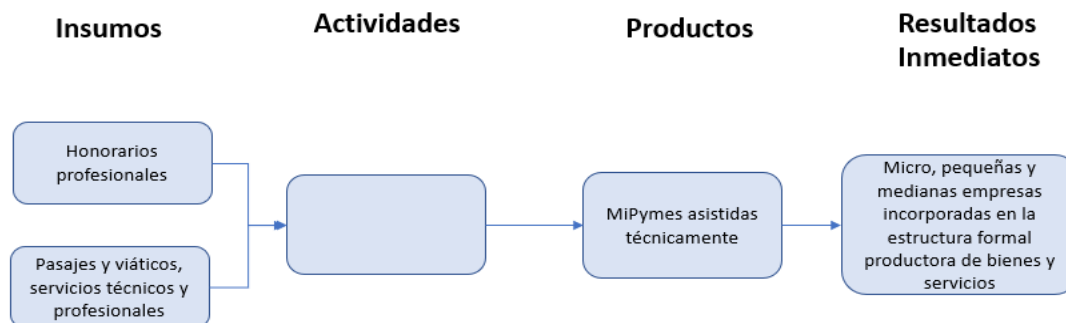 Insumos
Actividades
Productos
Resultados
Inmediatos
Honorarios
profesionales
Pasajes y viáticos,
servicios técnicos y
profesionales
MiPymes asistidas
técnicamente
Micro, pequeñas y
medianas empresas
incorporadas en la
estructura formal
productora de bienes y
servicios